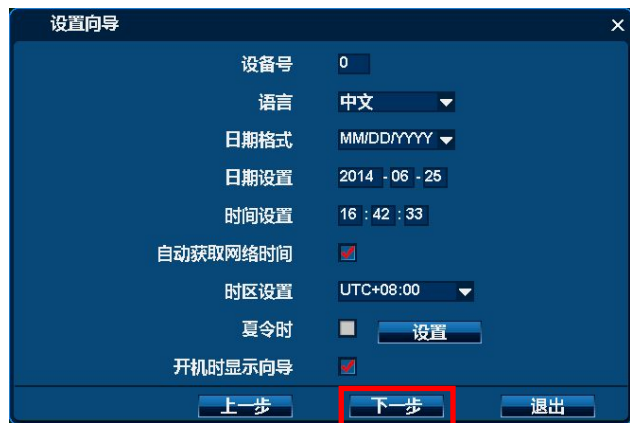 设置向导
设备号 0
语言 中文
日期格式 MM/DD/YYYY
日期设置 2014 - 06 - 25
时间设置 16 : 42 : 33
自动获取网络时间
时区设置 UTC+08:00
夏令时 设置
开机时显示向导
上一步 下一步 退出